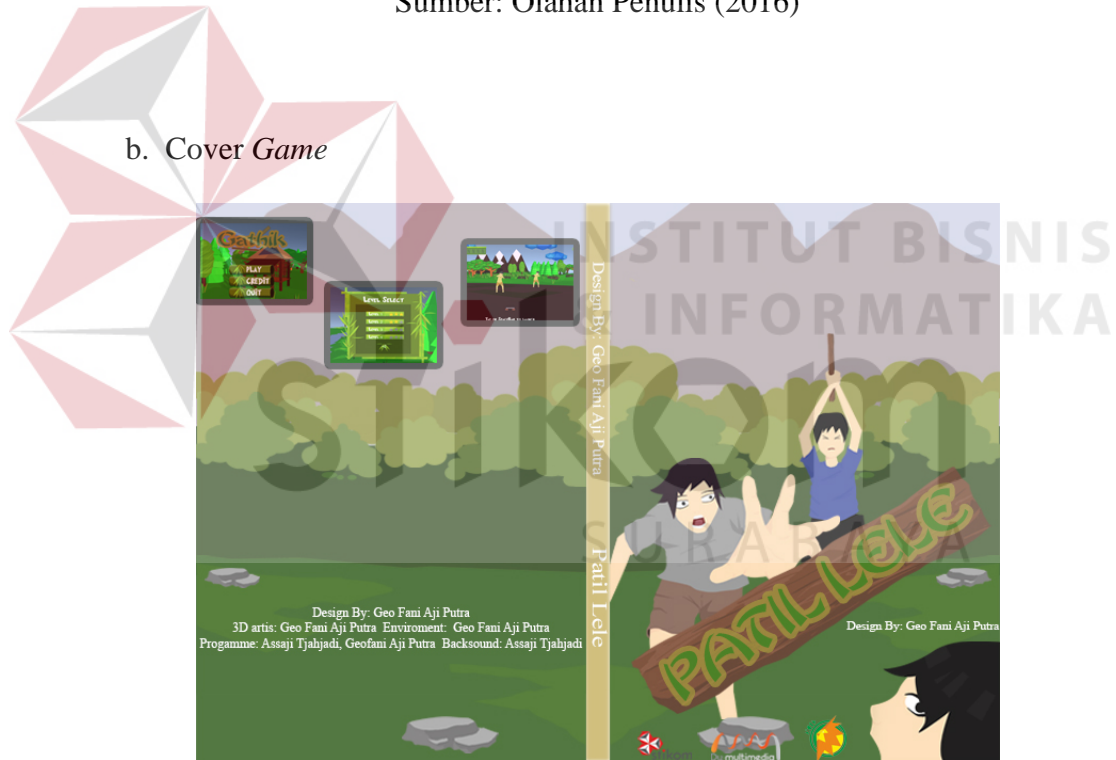 Sumber: Olahan Penulis (2016)
b. Cover Game
INSTITUT BISNIS
INFORMATIKA
stikom
SURABAYA
Gathils
PLAY
CREDIT
QUIT
LEVEL SELECT
Design By: Geo Fani Aji Putra
Patil Lele
PATIL LELE
Design By: Geo Fani Aji Putra
Design By: Geo Fani Aji Putra
3D artis: Geo Fani Aji Putra Enviroment: Geo Fani Aji Putra
Progamme: Assaji Tjahjadi, Geofani Aji Putra Backsound: Assaji Tjahjadi
stikom
multimedia